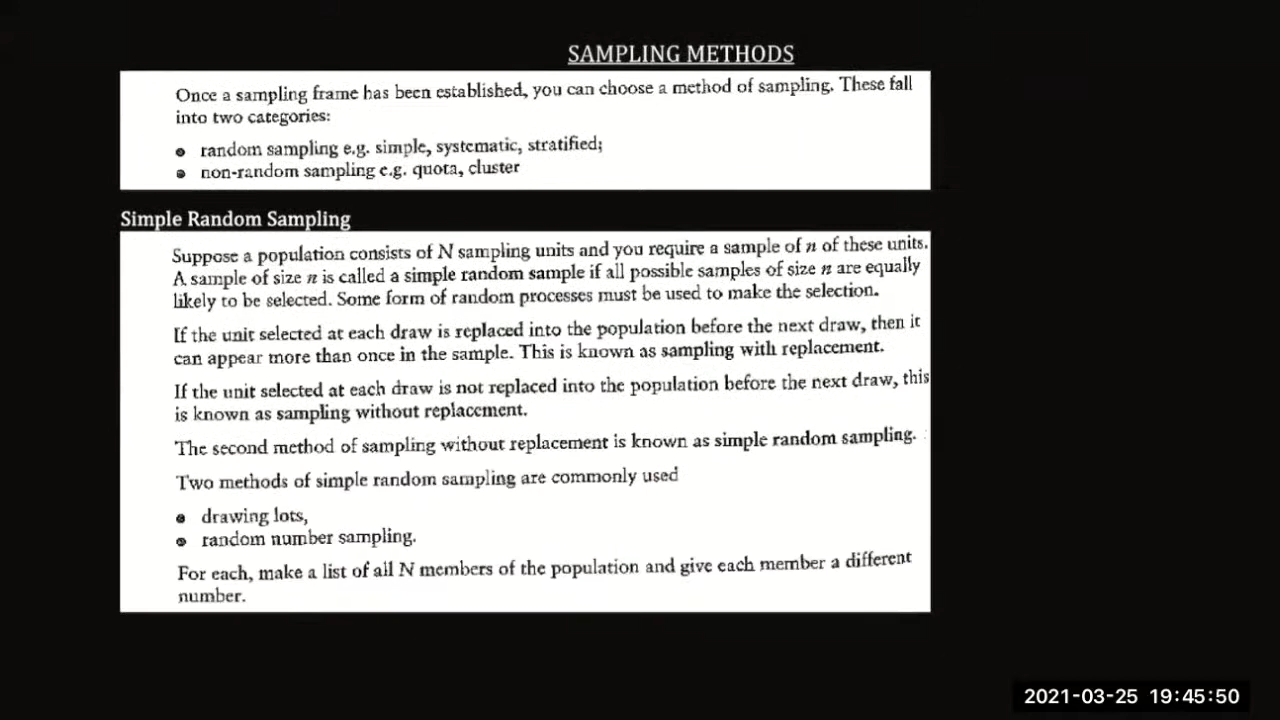 SAMPLING METHODS
Once a sampling frame has been established, you can choose a method of sampling. These fall
into two categories:
• random sampling e.g. simple, systematic, stratified;
• non-random sampling e.g. quota, cluster
Simple Random Sampling
Suppose a population consists of N sampling units and you require a sample of n of these units.
A sample of size n is called a simple random sample if all possible samples of size n are equally
likely to be selected. Some form of random processes must be used to make the selection.
If the unit selected at each draw is replaced into the population before the next draw, then it
can appear more than once in the sample. This is known as sampling with replacement.
If the unit selected at each draw is not replaced into the population before the next draw, this
is known as sampling without replacement.
The second method of sampling without replacement is known as simple random sampling.
Two methods of simple random sampling are commonly used
• drawing lots,
• random number sampling.
For each, make a list of all N members of the population and give each member a different
number.
2021-03-25 19:45:50